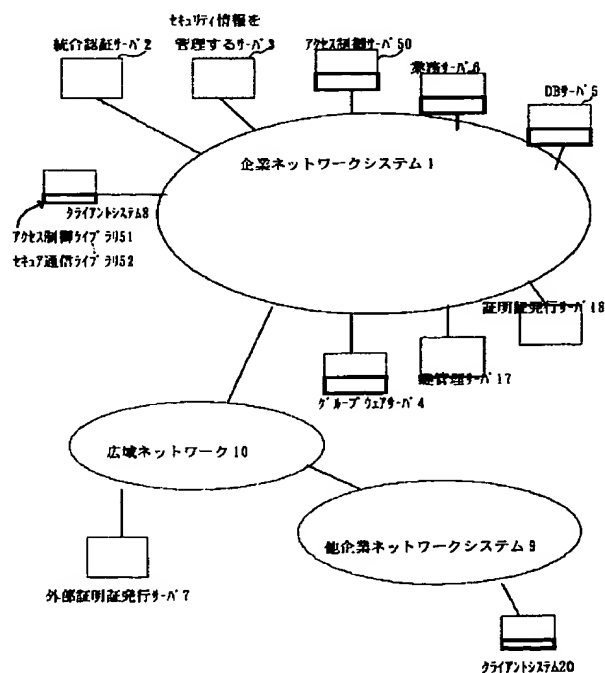 統合認証サーバ2
セキュリティ情報を
管理するサーバ3
アクセス制御サーバ50
業務サーバ6
DBサーバ5
企業ネットワークシステム1
クライアントシステム8
アクセス制御ライブラリ51
セキュア通信ライブラリ52
証明証発行サーバ18
鍵管理サーバ17
グループウェアサーバ4
広域ネットワーク10
他企業ネットワークシステム9
外部証明証発行サーバ7
クライアントシステム20